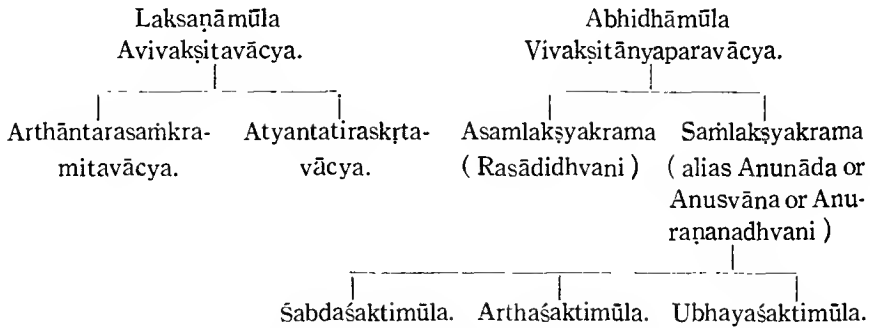 Laksaṇāmūla Abhidhāmūla
Avivakṣitavācya. Vivakṣitānyaparavācya.
Arthāntarasaṁkra- Atyantatiraskṛta- Asamlakṣyakrama Saṁlakṣyakrama
mitavācya. vācya. ( Rasādidhvani ) ( alias Anunāda or
Anusvāna or Anu-
raṇanadhvani )
Śabdaśaktimūla. Arthaśaktimūla. Ubhayaśaktimūla.